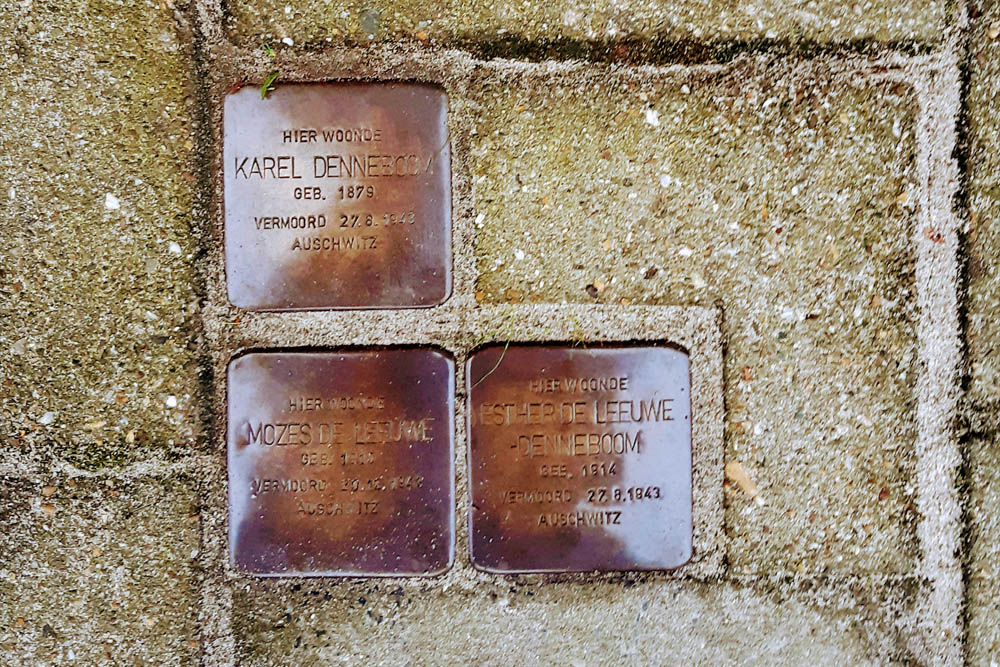 HIER WOONDE
KAREL DENNEBOOM
GEB. 1879
VERMOORD 27.8.1943
AUSCHWITZ
HIER WOONDE
MOZES DE LEEUWE
GEB.
VERMOORD
AUSCHWITZ
HIER WOONDE
ESTHER DE LEEUWE
-DENNEBOOM
GEB. 1914
VERMOORD 27.8.1943
AUSCHWITZ